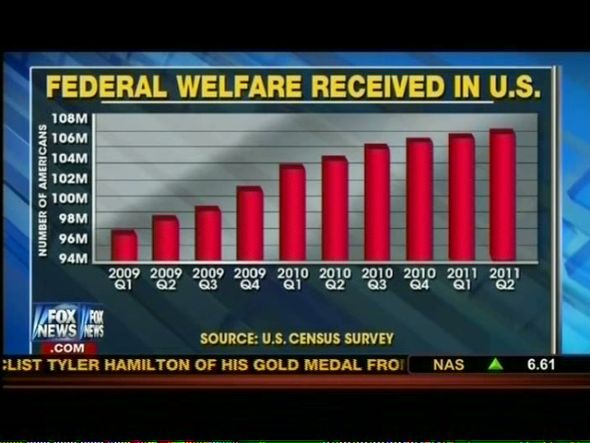 FEDERAL WELFARE RECEIVED IN U.S.
NUMBER OF AMERICANS
108M
106M
104M
102M
100M
98M
96M
94M
2009 2009 2009 2009 2010 2010 2010 2010 2011 2011
Q1 Q2 Q3 Q4 Q1 Q2 Q3 Q4 Q1 Q2
FOX NEWS
FOX NEWS
.COM
SOURCE: U.S. CENSUS SURVEY
CLIST TYLER HAMILTON OF HIS GOLD MEDAL FRO
NAS 6.61